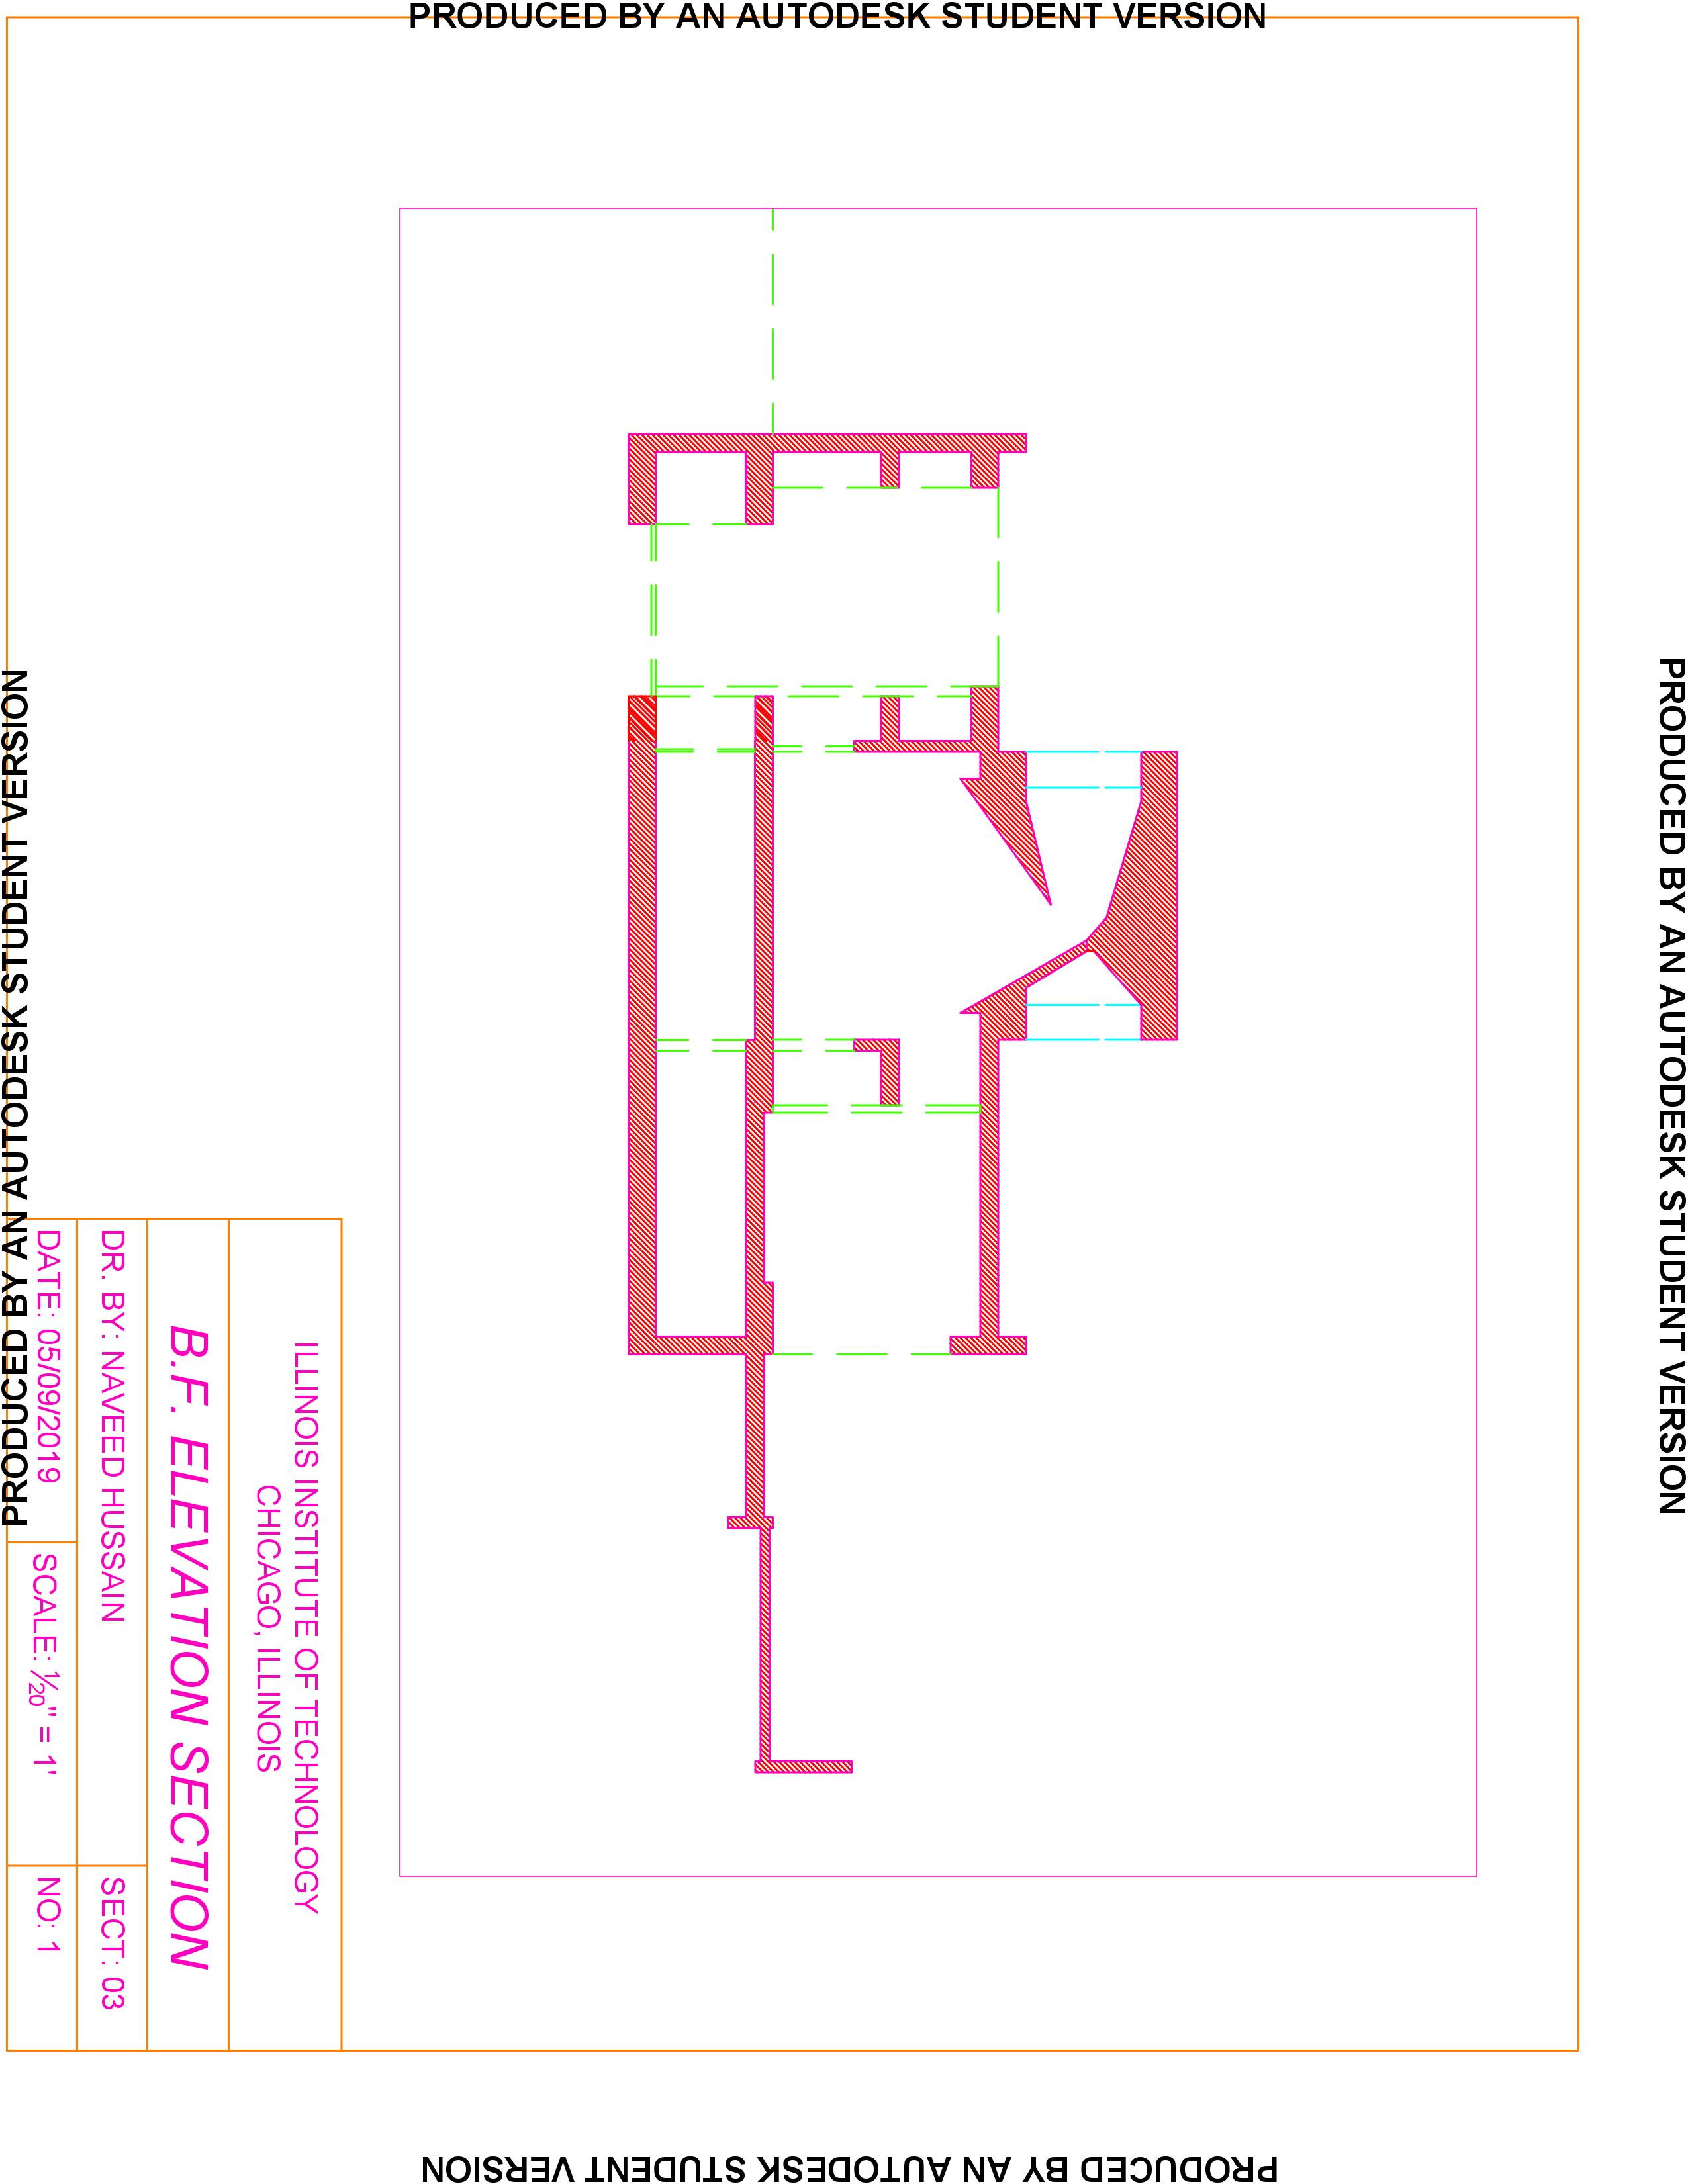 PRODUCED BY AN AUTODESK STUDENT VERSION
PRODUCED BY AN AUTODESK STUDENT VERSION
PRODUCED BY AN AUTODESK STUDENT VERSION
ILLINOIS INSTITUTE OF TECHNOLOGY
CHICAGO, ILLINOIS
B.F. ELEVATION SECTION
DR. BY: NAVEED HUSSAIN
SECT: 03
DATE: 05/09/2019
SCALE: 1⁄20" = 1'
NO: 1
PRODUCED BY AN AUTODESK STUDENT VERSION